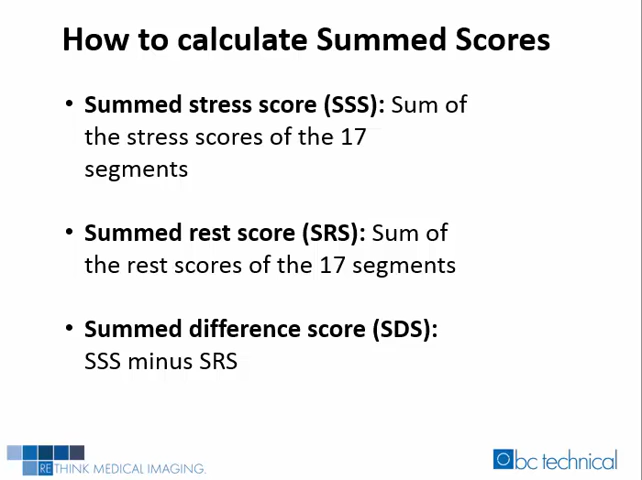 How to calculate Summed Scores
• Summed stress score (SSS): Sum of
the stress scores of the 17
segments
• Summed rest score (SRS): Sum of
the rest scores of the 17 segments
• Summed difference score (SDS):
SSS minus SRS
RETHINK MEDICAL IMAGING.
bc technical